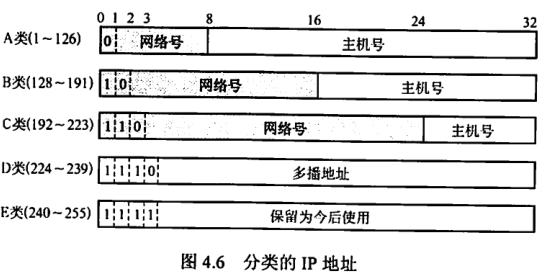 0 1 2 3 8 16 24 32
A类(1~126) 0 网络号 主机号
B类(128~191) 1 0 网络号 主机号
C类(192~223) 1 1 0 网络号 主机号
D类(224~239) 1 1 1 0 多播地址
E类(240~255) 1 1 1 1 保留为今后使用
图 4.6 分类的 IP 地址